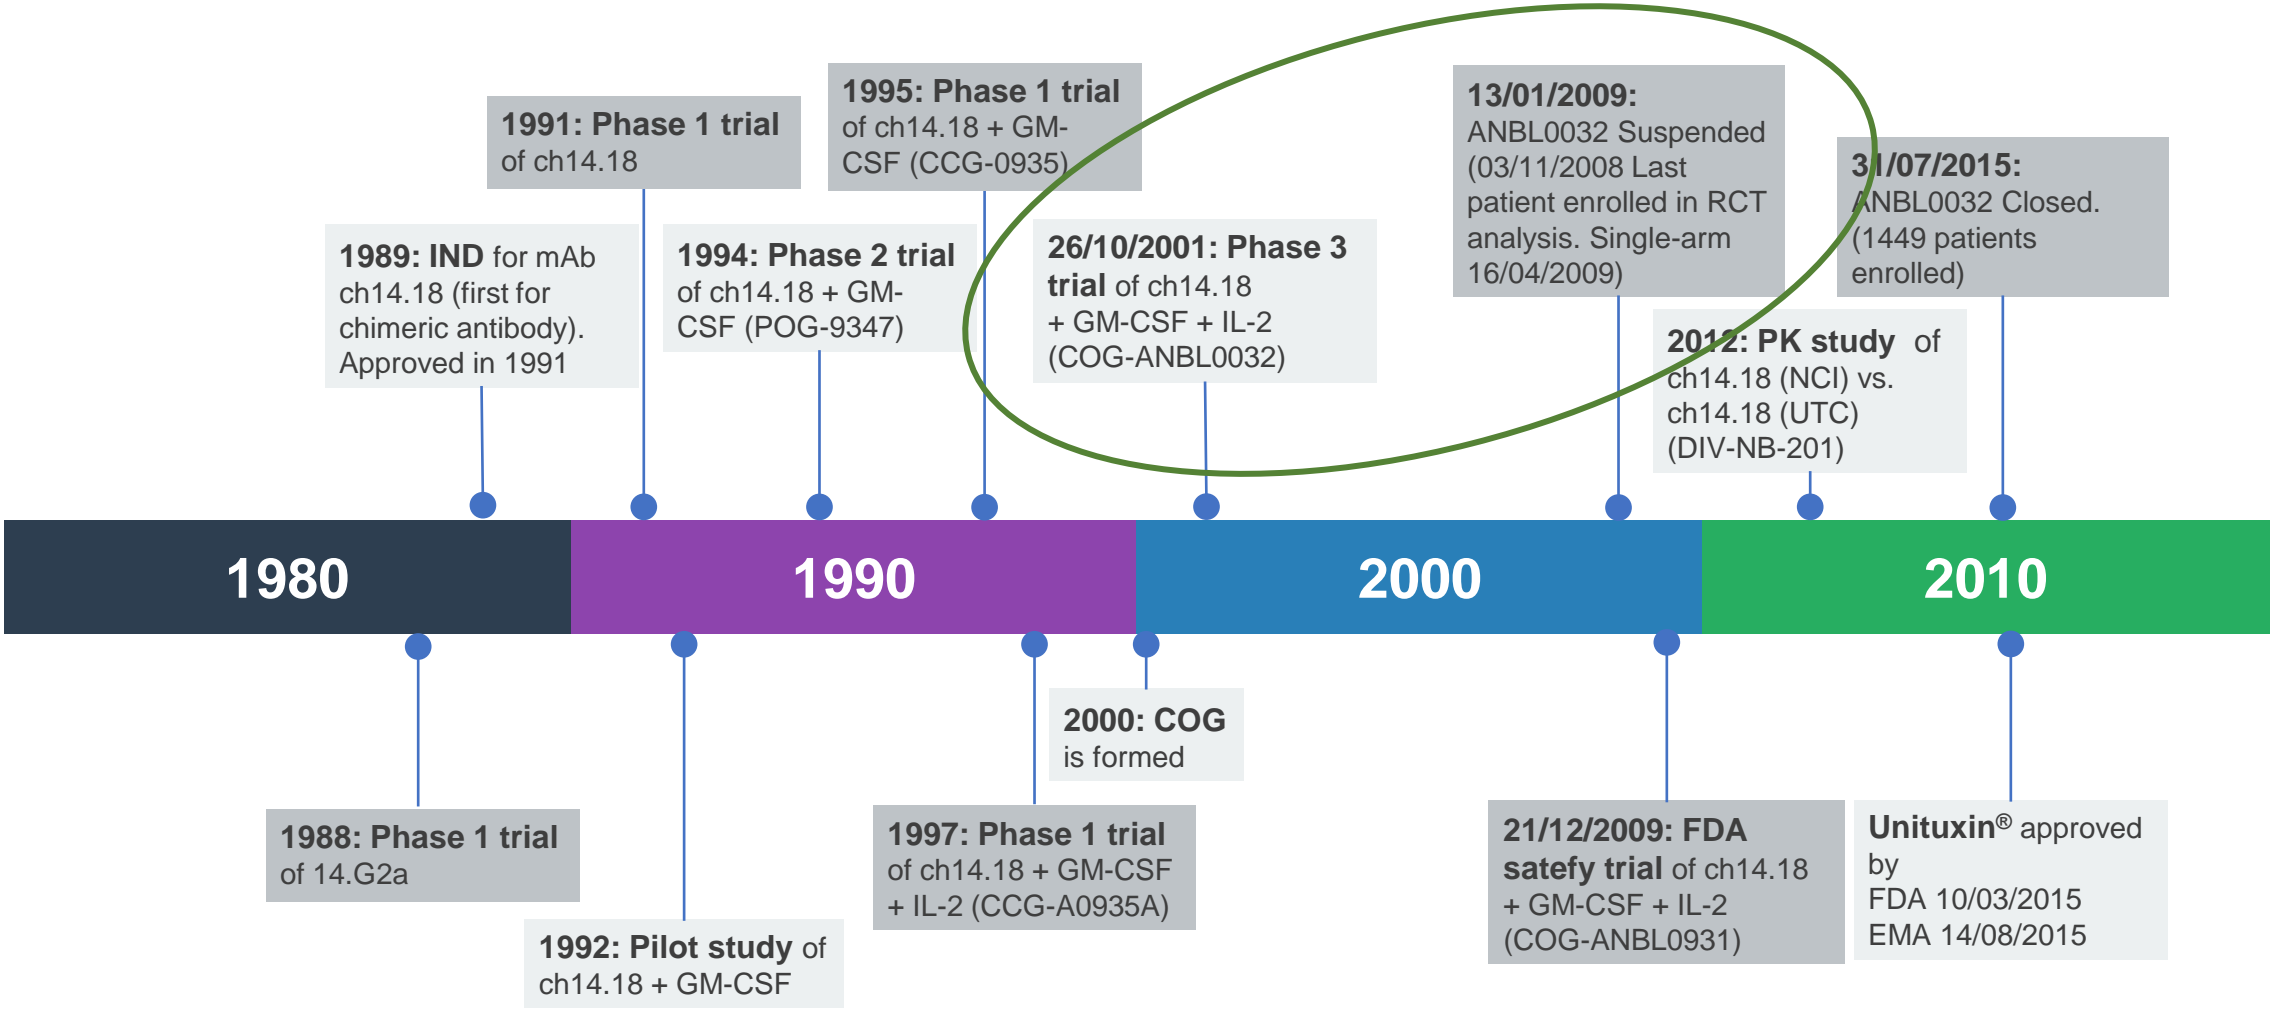 1995: Phase 1 trial
of ch14.18 + GM-
CSF (CCG-0935)
13/01/2009:
ANBL0032 Suspended
(03/11/2008 Last
patient enrolled in RCT
analysis. Single-arm
16/04/2009)
1991: Phase 1 trial
of ch14.18
31/07/2015:
ANBL0032 Closed.
(1449 patients
enrolled)
1989: IND for mAb
ch14.18 (first for
chimeric antibody).
Approved in 1991
1994: Phase 2 trial
of ch14.18 + GM-
CSF (POG-9347)
26/10/2001: Phase 3
trial of ch14.18
+ GM-CSF + IL-2
(COG-ANBL0032)
2012: PK study of
ch14.18 (NCI) vs.
ch14.18 (UTC)
(DIV-NB-201)
1980
1990
2000
2010
2000: COG
is formed
1988: Phase 1 trial
of 14.G2a
1997: Phase 1 trial
of ch14.18 + GM-CSF
+ IL-2 (CCG-A0935A)
21/12/2009: FDA
satefy trial of ch14.18
+ GM-CSF + IL-2
(COG-ANBL0931)
Unituxin® approved
by
FDA 10/03/2015
EMA 14/08/2015
1992: Pilot study of
ch14.18 + GM-CSF